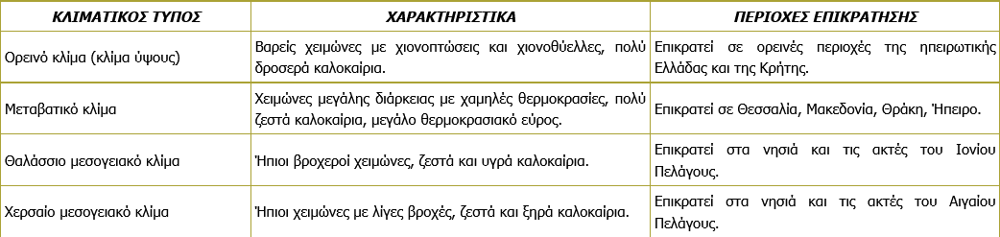 ΚΛΙΜΑΤΙΚΟΣ ΤΥΠΟΣ ΧΑΡΑΚΤΗΡΙΣΤΙΚΑ ΠΕΡΙΟΧΕΣ ΕΠΙΚΡΑΤΗΣΗΣ
Ορεινό κλίμα (κλίμα ύψους)
Βαρείς χειμώνες με χιονοπτώσεις και χιονοθύελλες, πολύ
δροσερά καλοκαίρια.
Επικρατεί σε ορεινές περιοχές της ηπειρωτικής
Ελλάδας και της Κρήτης.
Μεταβατικό κλίμα
Χειμώνες μεγάλης διάρκειας με χαμηλές θερμοκρασίες, πολύ
ζεστά καλοκαίρια, μεγάλο θερμοκρασιακό εύρος.
Επικρατεί σε Θεσσαλία, Μακεδονία, Θράκη, Ήπειρο.
Θαλάσσιο μεσογειακό κλίμα
Ήπιοι βροχεροί χειμώνες, ζεστά και υγρά καλοκαίρια.
Επικρατεί στα νησιά και τις ακτές του Ιονίου
Πελάγους.
Χερσαίο μεσογειακό κλίμα
Ήπιοι χειμώνες με λίγες βροχές, ζεστά και ξηρά καλοκαίρια.
Επικρατεί στα νησιά και τις ακτές του Αιγαίου
Πελάγους.